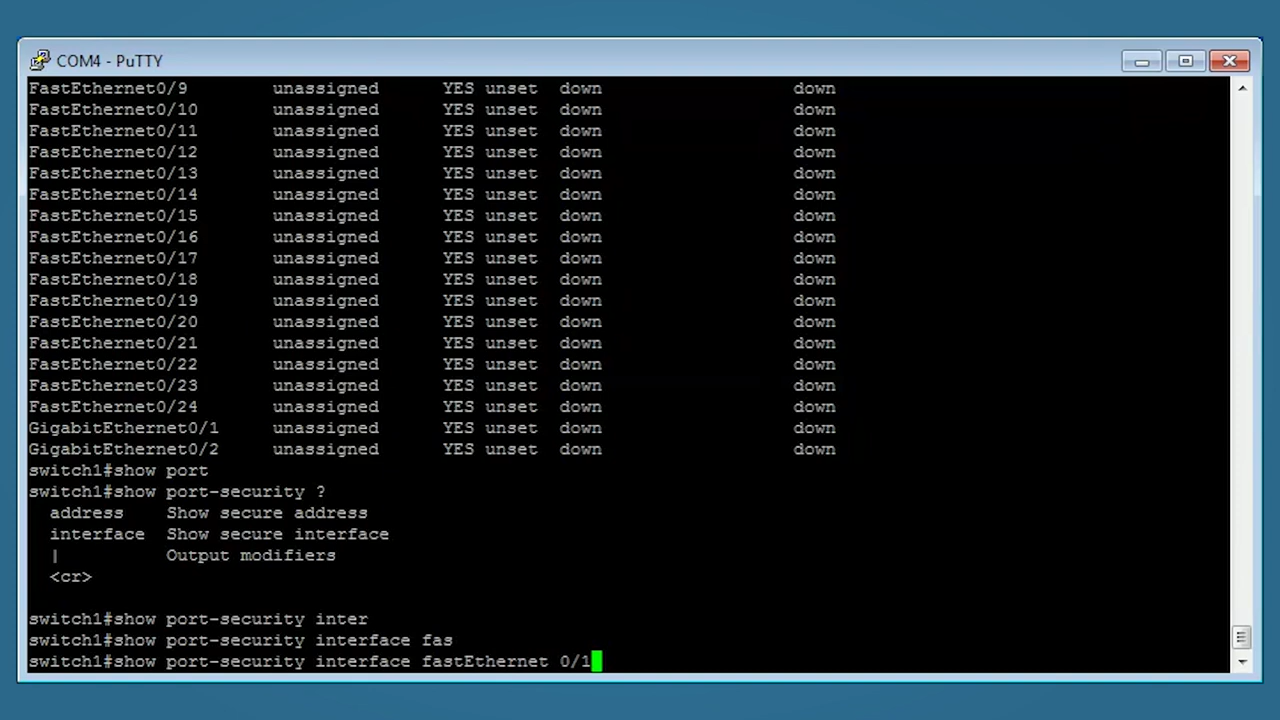 COM4 - PuTTY
FastEthernet0/9 unassigned YES unset down down
FastEthernet0/10 unassigned YES unset down down
FastEthernet0/11 unassigned YES unset down down
FastEthernet0/12 unassigned YES unset down down
FastEthernet0/13 unassigned YES unset down down
FastEthernet0/14 unassigned YES unset down down
FastEthernet0/15 unassigned YES unset down down
FastEthernet0/16 unassigned YES unset down down
FastEthernet0/17 unassigned YES unset down down
FastEthernet0/18 unassigned YES unset down down
FastEthernet0/19 unassigned YES unset down down
FastEthernet0/20 unassigned YES unset down down
FastEthernet0/21 unassigned YES unset down down
FastEthernet0/22 unassigned YES unset down down
FastEthernet0/23 unassigned YES unset down down
FastEthernet0/24 unassigned YES unset down down
GigabitEthernet0/1 unassigned YES unset down down
GigabitEthernet0/2 unassigned YES unset down down
switch1#show port
switch1#show port-security ?
address Show secure address
interface Show secure interface
| Output modifiers
<cr>
switch1#show port-security inter
switch1#show port-security interface fas
switch1#show port-security interface fastEthernet 0/1